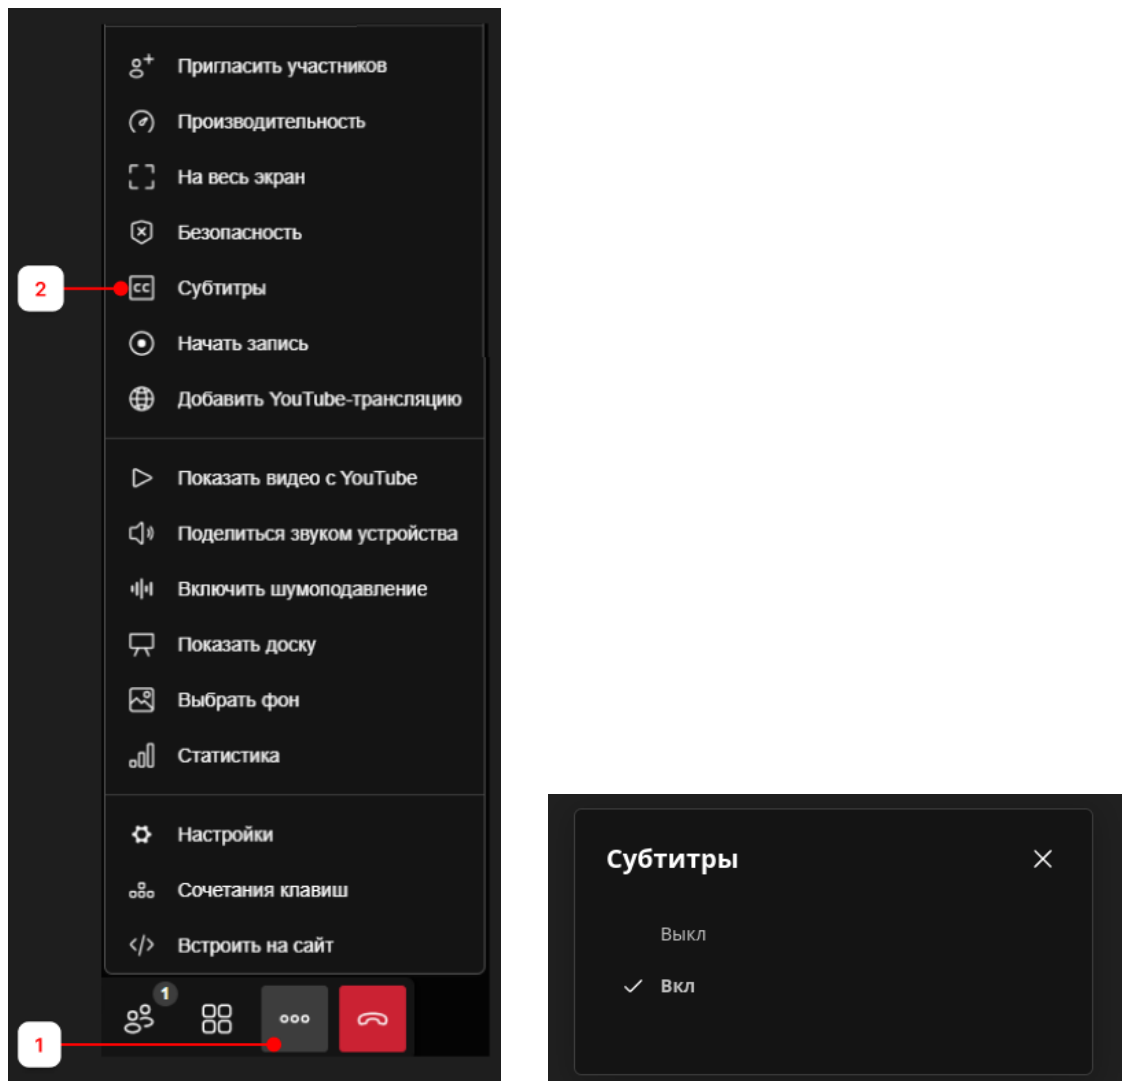 Пригласить участников
Производительность
На весь экран
Безопасность
2
CC Субтитры
Начать запись
Добавить YouTube-трансляцию
Показать видео с YouTube
Поделиться звуком устройства
Включить шумоподавление
Показать доску
Выбрать фон
Статистика
Настройки
Сочетания клавиш
Встроить на сайт
1
1
Субтитры
Выкл
Вкл